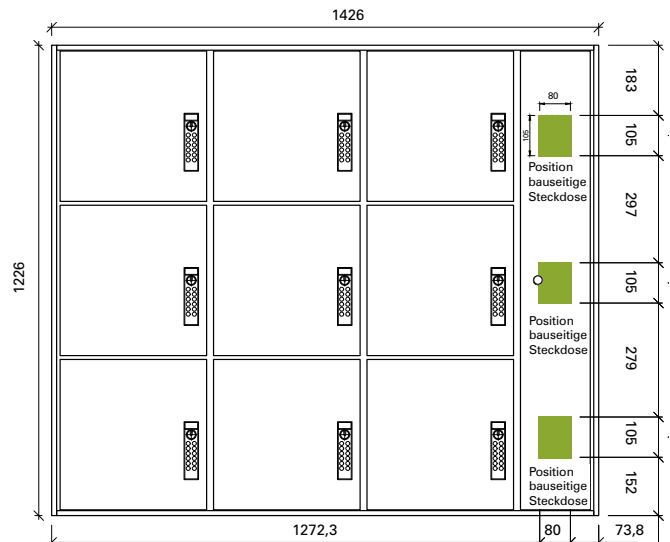 1426
183
80
105
105
Position
bauseitige
Steckdose
297
1226
105
Position
bauseitige
Steckdose
279
105
Position
bauseitige
Steckdose
152
1272,3
80
73,8